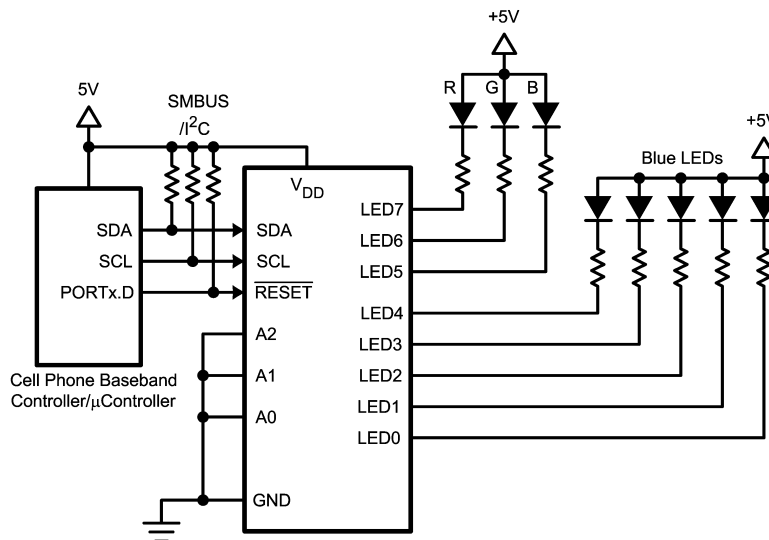 +5V
R G B
5V
SMBUS
/I²C
+5V
Blue LEDs
VDD
LED7
SDA SDA
LED6
SCL SCL
LED5
PORTx.D RESET
LED4
A2
LED3
A1
LED2
Cell Phone Baseband
Controller/μController
LED1
A0
LED0
GND